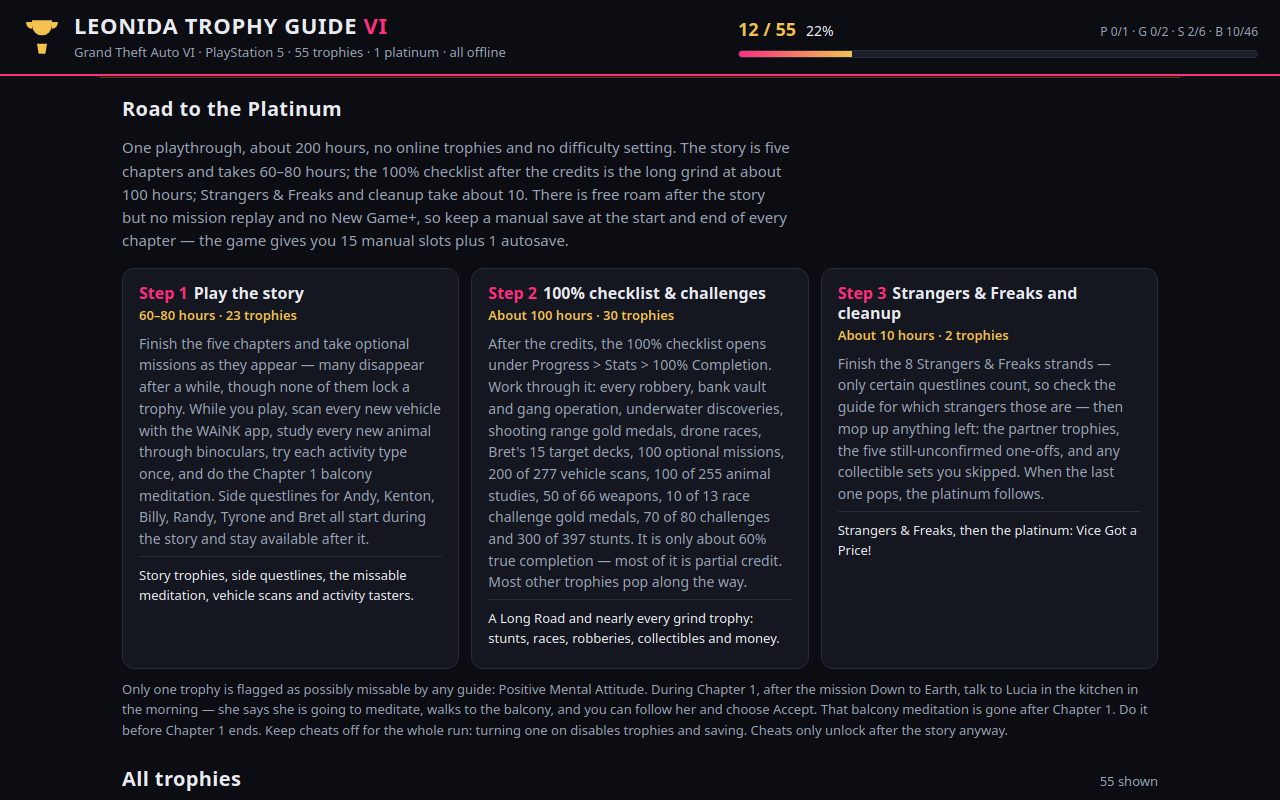 LEONIDA TROPHY GUIDE VI
Grand Theft Auto VI · PlayStation 5 · 55 trophies · 1 platinum · all offline
12 / 55 22%
P 0/1 · G 0/2 · S 2/6 · B 10/46
Road to the Platinum
One playthrough, about 200 hours, no online trophies and no difficulty setting. The story is five
chapters and takes 60–80 hours; the 100% checklist after the credits is the long grind at about
100 hours; Strangers & Freaks and cleanup take about 10. There is free roam after the story
but no mission replay and no New Game+, so keep a manual save at the start and end of every
chapter — the game gives you 15 manual slots plus 1 autosave.
Step 1 Play the story
60–80 hours · 23 trophies
Finish the five chapters and take optional
missions as they appear — many disappear
after a while, though none of them lock a
trophy. While you play, scan every new vehicle
with the WAiNK app, study every new animal
through binoculars, try each activity type
once, and do the Chapter 1 balcony
meditation. Side questlines for Andy, Kenton,
Billy, Randy, Tyrone and Bret all start during
the story and stay available after it.
Story trophies, side questlines, the missable
meditation, vehicle scans and activity tasters.
Step 2 100% checklist & challenges
About 100 hours · 30 trophies
After the credits, the 100% checklist opens
under Progress > Stats > 100% Completion.
Work through it: every robbery, bank vault
and gang operation, underwater discoveries,
shooting range gold medals, drone races,
Bret's 15 target decks, 100 optional missions,
200 of 277 vehicle scans, 100 of 255 animal
studies, 50 of 66 weapons, 10 of 13 race
challenge gold medals, 70 of 80 challenges
and 300 of 397 stunts. It is only about 60%
true completion — most of it is partial credit.
Most other trophies pop along the way.
A Long Road and nearly every grind trophy:
stunts, races, robberies, collectibles and money.
Step 3 Strangers & Freaks and
cleanup
About 10 hours · 2 trophies
Finish the 8 Strangers & Freaks strands —
only certain questlines count, so check the
guide for which strangers those are — then
mop up anything left: the partner trophies,
the five still-unconfirmed one-offs, and any
collectible sets you skipped. When the last
one pops, the platinum follows.
Strangers & Freaks, then the platinum: Vice Got a
Price!
Only one trophy is flagged as possibly missable by any guide: Positive Mental Attitude. During Chapter 1, after the mission Down to Earth, talk to Lucia in the kitchen in
the morning — she says she is going to meditate, walks to the balcony, and you can follow her and choose Accept. That balcony meditation is gone after Chapter 1. Do it
before Chapter 1 ends. Keep cheats off for the whole run: turning one on disables trophies and saving. Cheats only unlock after the story anyway.
All trophies
55 shown